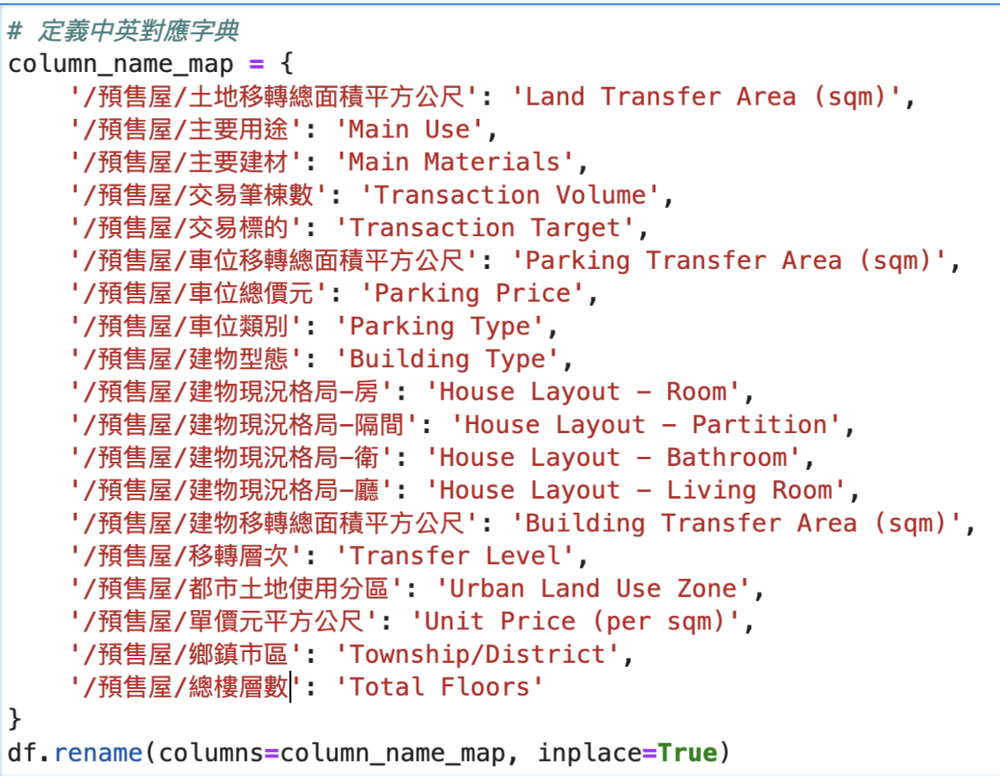 # 定義中英對應字典
column_name_map = {
    '/預售屋/土地移轉總面積平方公尺': 'Land Transfer Area (sqm)',
    '/預售屋/主要用途': 'Main Use',
    '/預售屋/主要建材': 'Main Materials',
    '/預售屋/交易筆棟數': 'Transaction Volume',
    '/預售屋/交易標的': 'Transaction Target',
    '/預售屋/車位移轉總面積平方公尺': 'Parking Transfer Area (sqm)',
    '/預售屋/車位總價元': 'Parking Price',
    '/預售屋/車位類別': 'Parking Type',
    '/預售屋/建物型態': 'Building Type',
    '/預售屋/建物現況格局-房': 'House Layout - Room',
    '/預售屋/建物現況格局-隔間': 'House Layout - Partition',
    '/預售屋/建物現況格局-衛': 'House Layout - Bathroom',
    '/預售屋/建物現況格局-廳': 'House Layout - Living Room',
    '/預售屋/建物移轉總面積平方公尺': 'Building Transfer Area (sqm)',
    '/預售屋/移轉層次': 'Transfer Level',
    '/預售屋/都市土地使用分區': 'Urban Land Use Zone',
    '/預售屋/單價元平方公尺': 'Unit Price (per sqm)',
    '/預售屋/鄉鎮市區': 'Township/District',
    '/預售屋/總樓層數': 'Total Floors'
}
df.rename(columns=column_name_map, inplace=True)